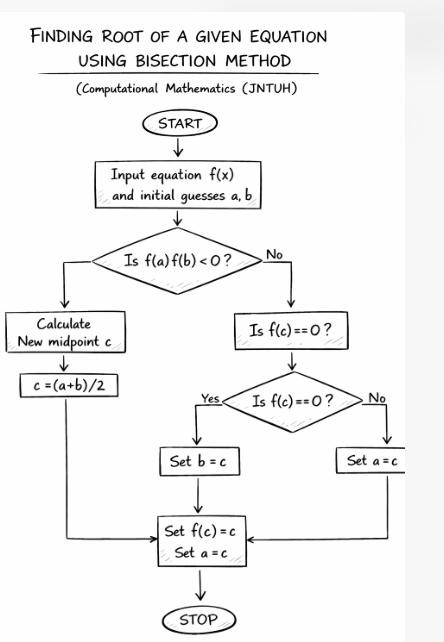 FINDING ROOT OF A GIVEN EQUATION
USING BISECTION METHOD
(Computational Mathematics (JNTUH)
START
Input equation f(x)
and initial guesses a, b
Is f(a)f(b) < 0?
No
Calculate
New midpoint c
Is f(c)==0?
c =(a+b)/2
Yes
Is f(c)==0?
No
Set b = c
Set a = c
Set f(c) = c
Set a = c
STOP